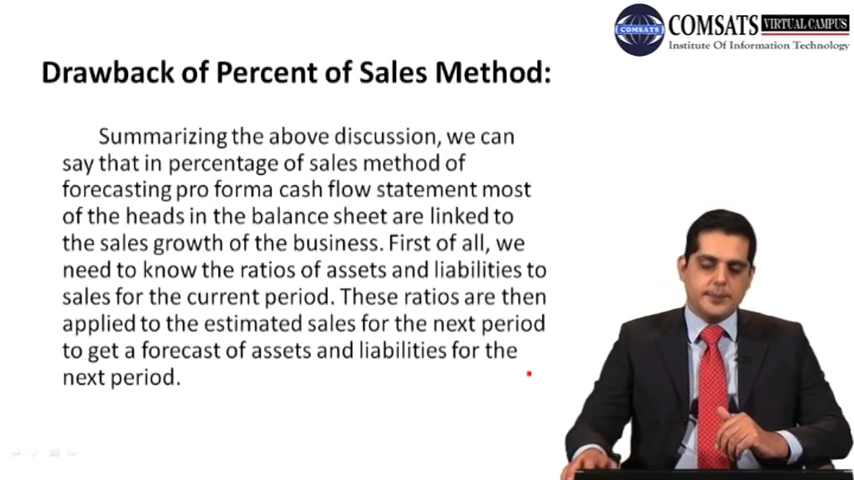 COMSATS
COMSATS VIRTUAL CAMPUS
Institute Of Information Technology
Drawback of Percent of Sales Method:
Summarizing the above discussion, we can
say that in percentage of sales method of
forecasting pro forma cash flow statement most
of the heads in the balance sheet are linked to
the sales growth of the business. First of all, we
need to know the ratios of assets and liabilities to
sales for the current period. These ratios are then
applied to the estimated sales for the next period
to get a forecast of assets and liabilities for the
next period.